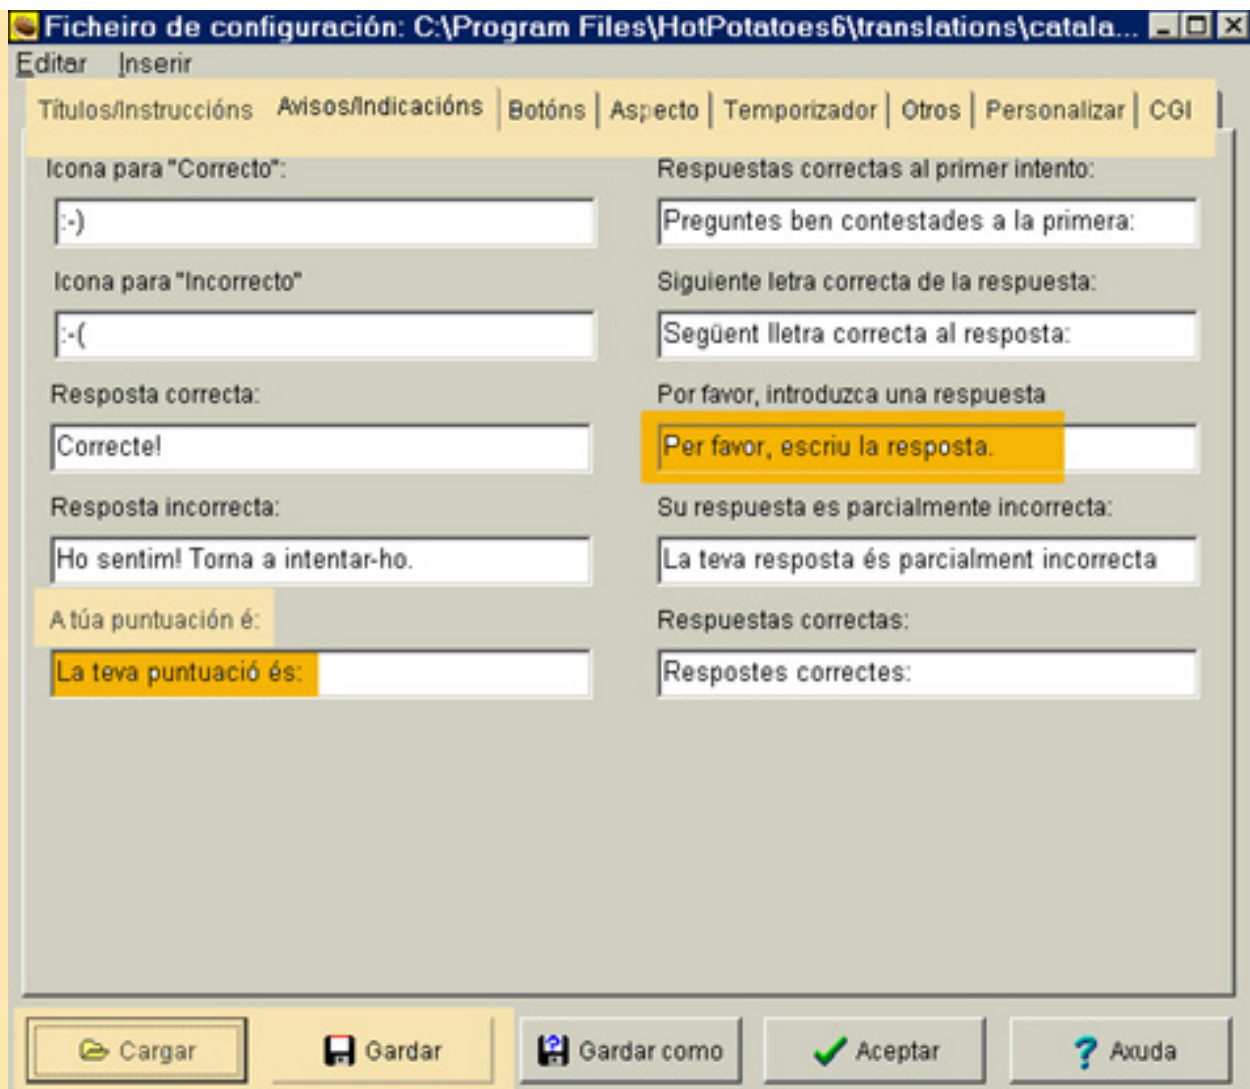 Ficheiro de configuración: C:\Program Files\HotPotatoes6\translations\catala...
Editar Inserir
Títulos/Instruccións Avisos/Indicacións Botóns Aspecto Temporizador Otros Personalizar CGI
Icona para "Correcto":
:-)
Icona para "Incorrecto"
:-(
Resposta correcta:
Correcte!
Resposta incorrecta:
Ho sentim! Torna a intentar-ho.
A túa puntuación é:
La teva puntuació és:
Respuestas correctas al primer intento:
Preguntes ben contestades a la primera:
Siguiente letra correcta de la respuesta:
Següent lletra correcta al resposta:
Por favor, introduzca una respuesta
Per favor, escriu la resposta.
Su respuesta es parcialmente incorrecta:
La teva resposta és parcialment incorrecta
Respuestas correctas:
Respostes correctes:
Cargar Gardar Gardar como Aceptar Axuda